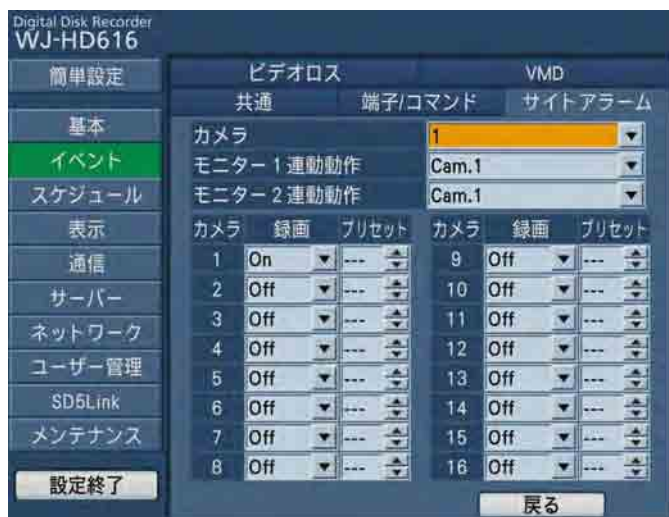 Digital Disk Recorder
WJ-HD616
簡単設定
基本
イベント
スケジュール
表示
通信
サーバー
ネットワーク
ユーザー管理
SD5Link
メンテナンス
設定終了
ビデオロス VMD
共通 端子/コマンド サイトアラーム
カメラ 1
モニター 1 連動動作 Cam.1
モニター 2 連動動作 Cam.1
カメラ 録画 プリセット カメラ 録画 プリセット
1 On --- 9 Off ---
2 Off --- 10 Off ---
3 Off --- 11 Off ---
4 Off --- 12 Off ---
5 Off --- 13 Off ---
6 Off --- 14 Off ---
7 Off --- 15 Off ---
8 Off --- 16 Off ---
戻る